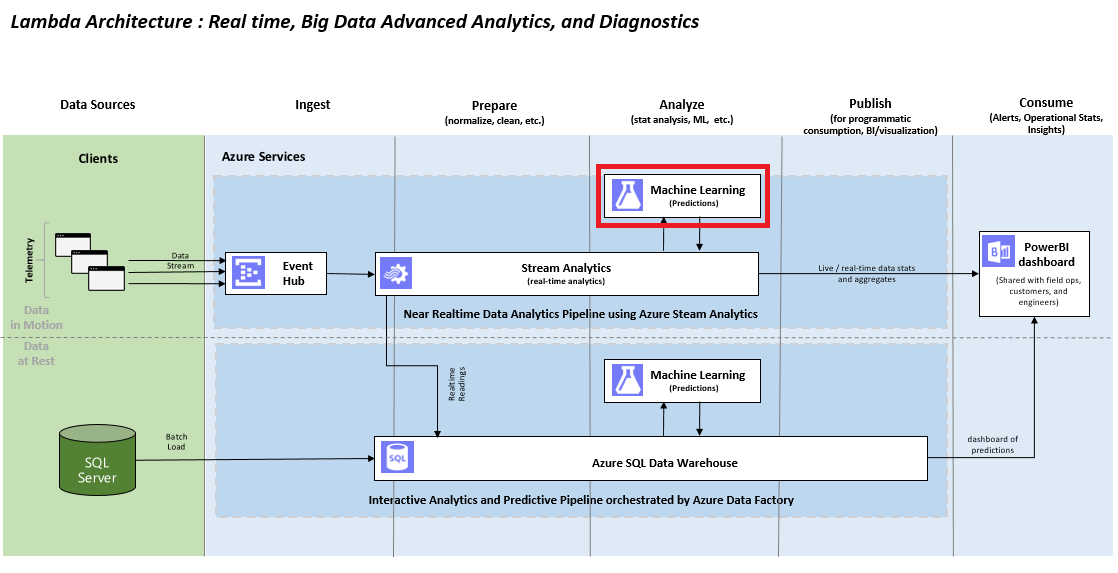 Lambda Architecture : Real time, Big Data Advanced Analytics, and Diagnostics
Data Sources
Ingest
Prepare
(normalize, clean, etc.)
Analyze
(stat analysis, ML, etc.)
Publish
(for programmatic
consumption, BI/visualization)
Consume
(Alerts, Operational Stats,
Insights)
Clients
Azure Services
Machine Learning
(Predictions)
Telemetry
Data
Stream
Event
Hub
Stream Analytics
(real-time analytics)
Live / real-time data stats
and aggregates
PowerBI
dashboard
(Shared with field ops,
customers, and
engineers)
Near Realtime Data Analytics Pipeline using Azure Steam Analytics
Data
in Motion
Data
at Rest
Realtime
Readings
Machine Learning
(Predictions)
SQL
Server
Batch
Load
SQL
Azure SQL Data Warehouse
dashboard of
predictions
Interactive Analytics and Predictive Pipeline orchestrated by Azure Data Factory